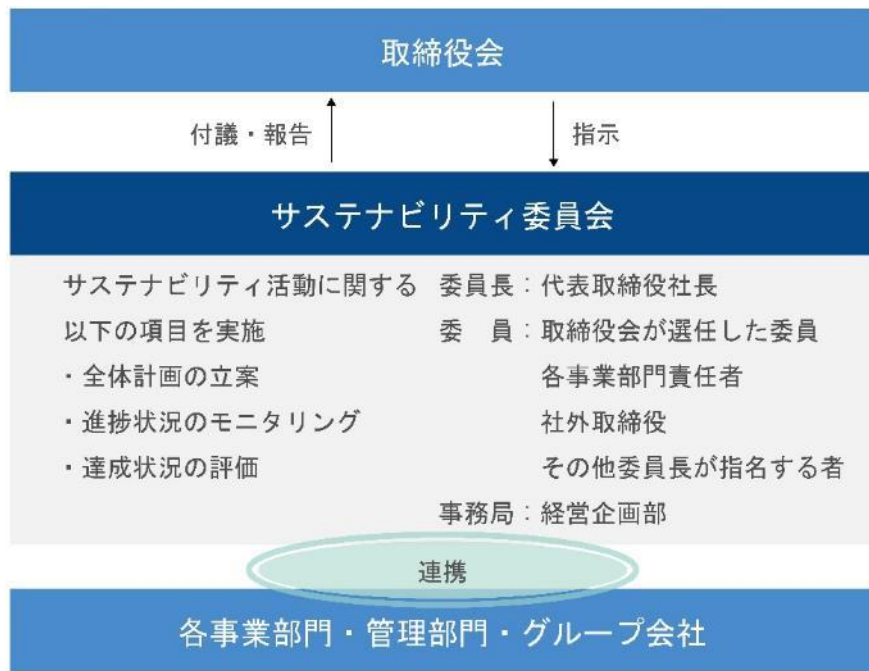 取締役会
付議・報告
指示
サステナビリティ委員会
サステナビリティ活動に関する
以下の項目を実施
・全体計画の立案
・進捗状況のモニタリング
・達成状況の評価
委員長：代表取締役社長
委　員：取締役会が選任した委員
各事業部門責任者
社外取締役
その他委員長が指名する者
事務局：経営企画部
連携
各事業部門・管理部門・グループ会社